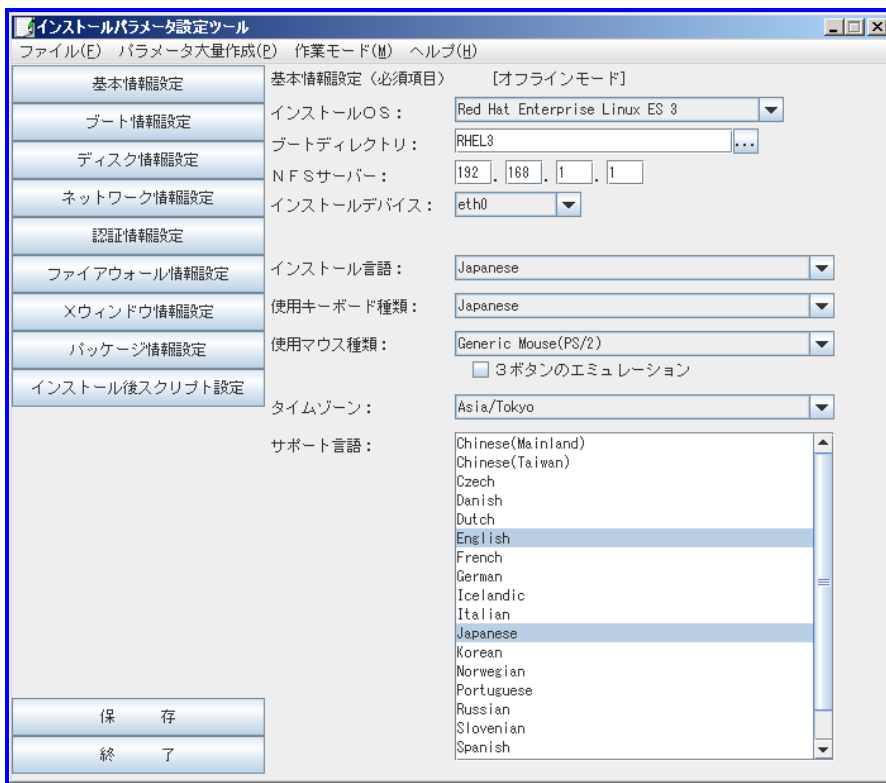 インストールパラメータ設定ツール
ファイル(F) パラメータ大量作成(P) 作業モード(M) ヘルプ(H)
基本情報設定
ブート情報設定
ディスク情報設定
ネットワーク情報設定
認証情報設定
ファイアウォール情報設定
Xウィンドウ情報設定
パッケージ情報設定
インストール後スクリプト設定
保 存
終 了
基本情報設定（必須項目） [オフラインモード]
インストールOS： Red Hat Enterprise Linux ES 3
ブートディレクトリ： RHEL3 ...
NFSサーバー： 192 . 168 . 1 . 1
インストールデバイス： eth0
インストール言語： Japanese
使用キーボード種類： Japanese
使用マウス種類： Generic Mouse(PS/2)
３ボタンのエミュレーション
タイムゾーン： Asia/Tokyo
サポート言語：
Chinese(Mainland)
Chinese(Taiwan)
Czech
Danish
Dutch
English
French
German
Icelandic
Italian
Japanese
Korean
Norwegian
Portuguese
Russian
Slovenian
Spanish